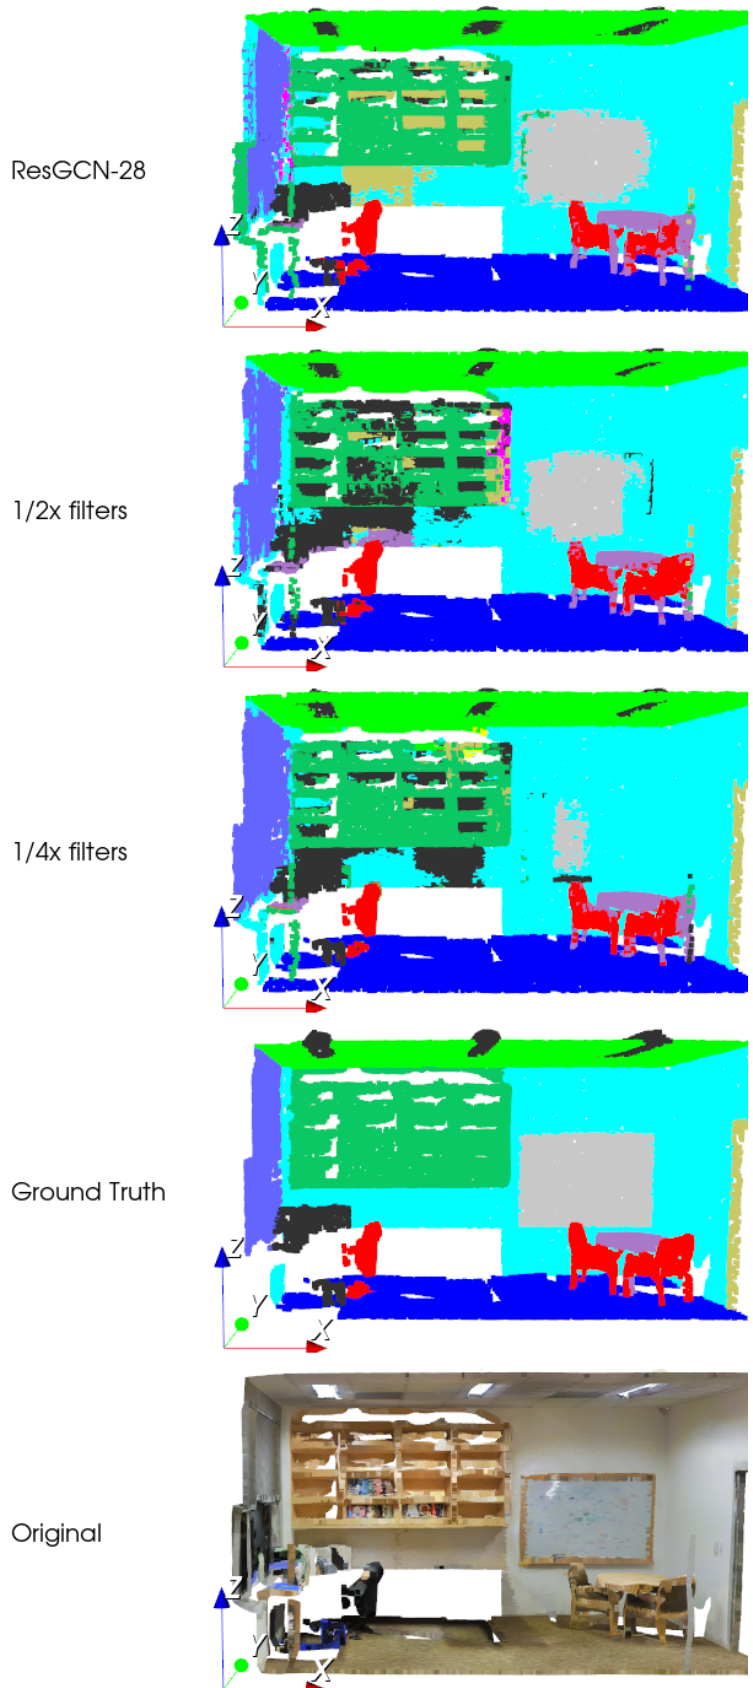 ResGCN-28
Z
Y
X
1/2x filters
Z
Y
X
1/4x filters
Z
Y
X
Ground Truth
Z
Y
X
Original
Z
Y
X